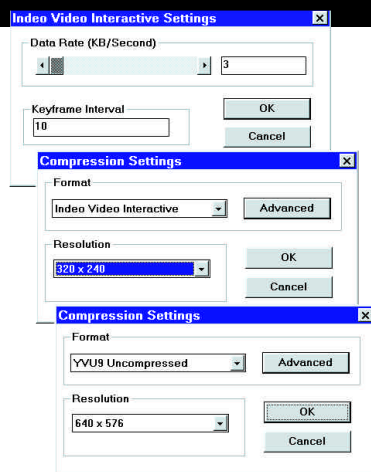 Indeo Video Interactive Settings
Data Rate (KB/Second)
3
Keyframe Interval
10
OK
Cancel
Compression Settings
Format
Indeo Video Interactive
Advanced
Resolution
320 x 240
OK
Cancel
Compression Settings
Format
YVU9 Uncompressed
Advanced
Resolution
640 x 576
OK
Cancel